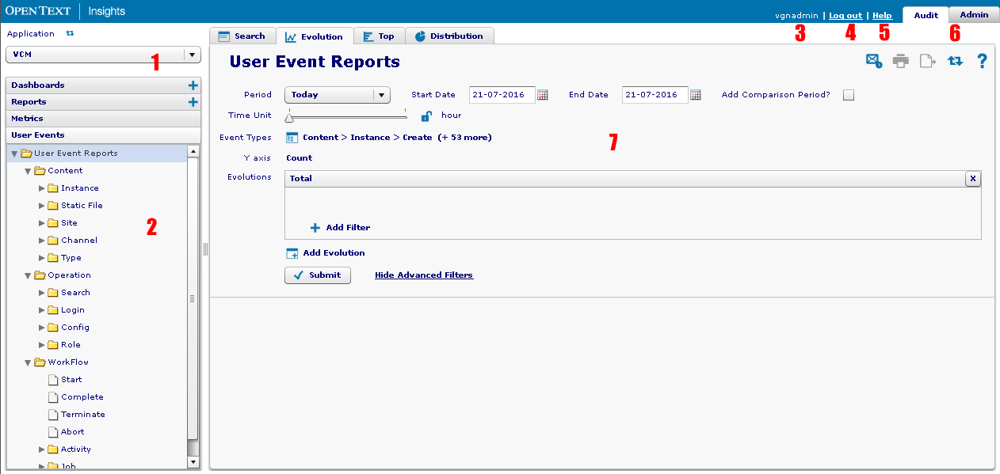 OPENTEXT | Insights
vgnadmin | Log out | Help
Audit
Admin
3
4
5
6
Application
VCM
1
Dashboards
Reports
Metrics
User Events
User Event Reports
Content
Instance
Static File
Site
2
Channel
Type
Operation
Search
Login
Config
Role
WorkFlow
Start
Complete
Terminate
Abort
Activity
Job
Search
Evolution
Top
Distribution
User Event Reports
?
Period Today Start Date 21-07-2016 End Date 21-07-2016 Add Comparison Period?
Time Unit hour
Event Types Content > Instance > Create (+ 53 more)
7
Y axis Count
Evolutions Total x
Add Filter
Add Evolution
Submit Hide Advanced Filters